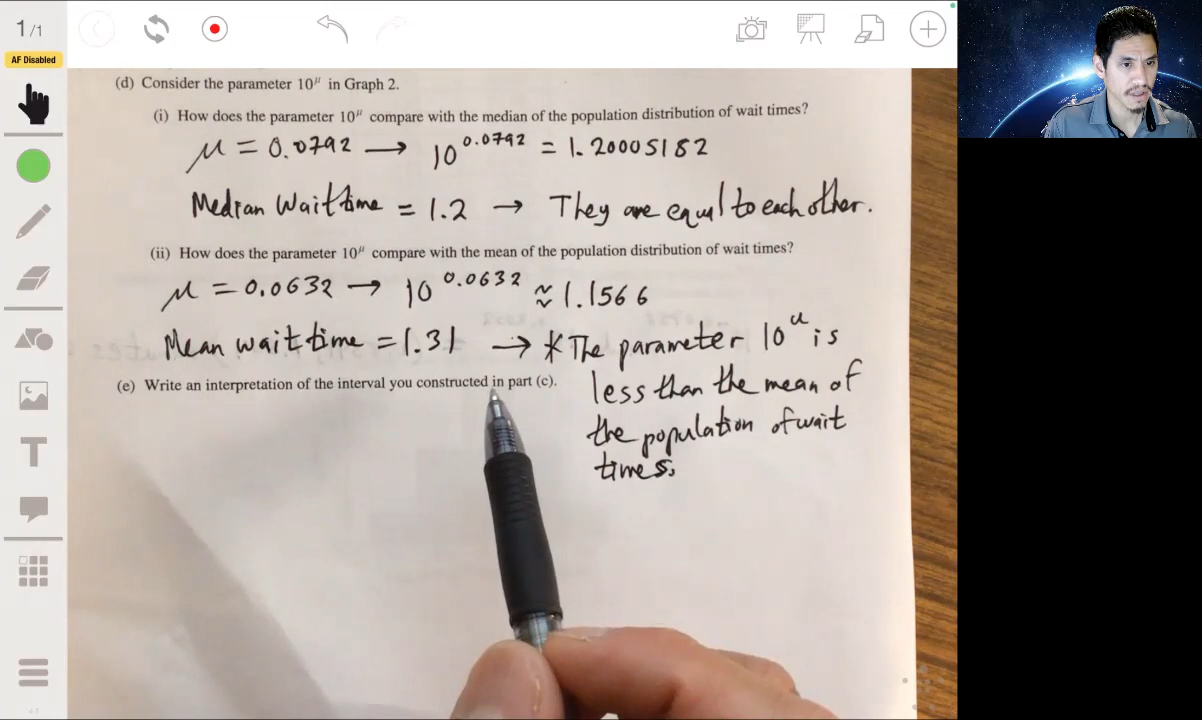 1/1
AF Disabled
(d) Consider the parameter 10^μ in Graph 2.
(i) How does the parameter 10^μ compare with the median of the population distribution of wait times?
μ = 0.0792 → 10^0.0792 = 1.20005182
Median Wait time = 1.2 → They are equal to each other.
(ii) How does the parameter 10^μ compare with the mean of the population distribution of wait times?
μ = 0.0632 → 10^0.0632 ≈ 1.1566
Mean wait time = 1.31 → * The parameter 10^u is
(e) Write an interpretation of the interval you constructed in part (c).
less than the mean of
the population of wait
times.
T